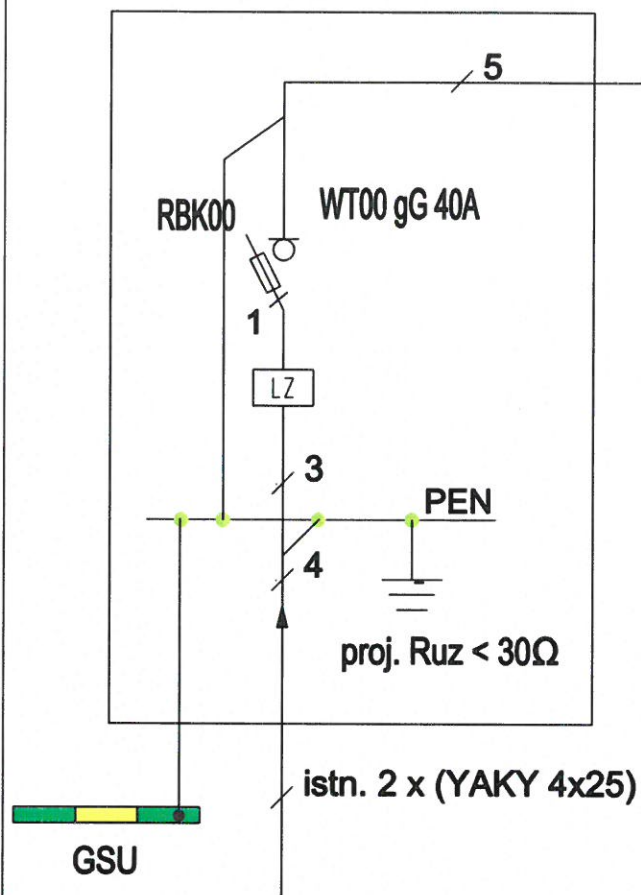 5
RBK00
WT00 gG 40A
1
LZ
3
PEN
4
proj. Ruz < 30Ω
istn. 2 x (YAKY 4x25)
GSU